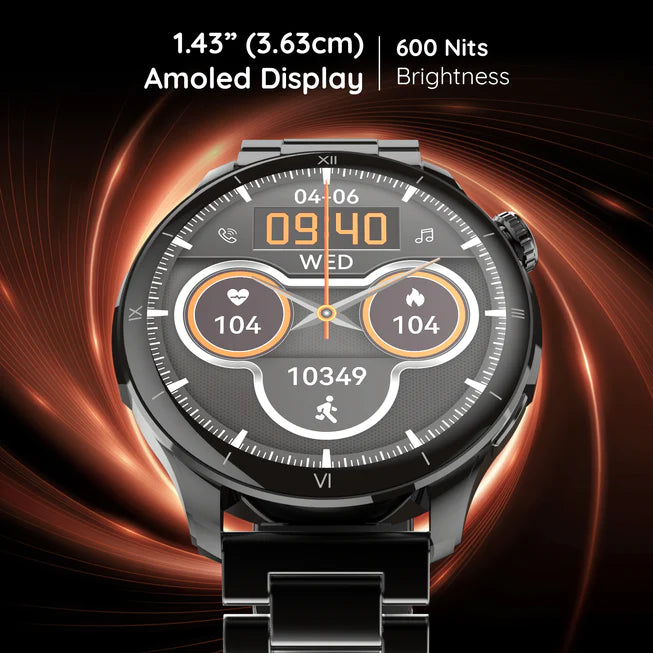 1.43” (3.63cm)
Amoled Display
600 Nits
Brightness
XII
04-06
09:40
WED
IX
III
104
104
10349
VI